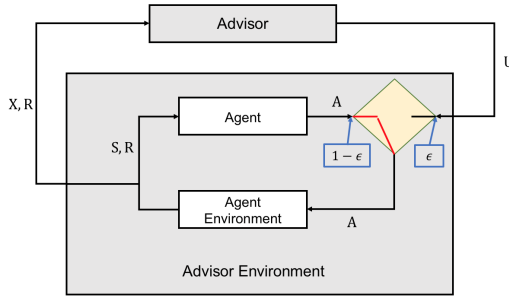 Advisor
U
X, R
Agent
A
S, R
1 − ϵ
ϵ
Agent
Environment
A
Advisor Environment